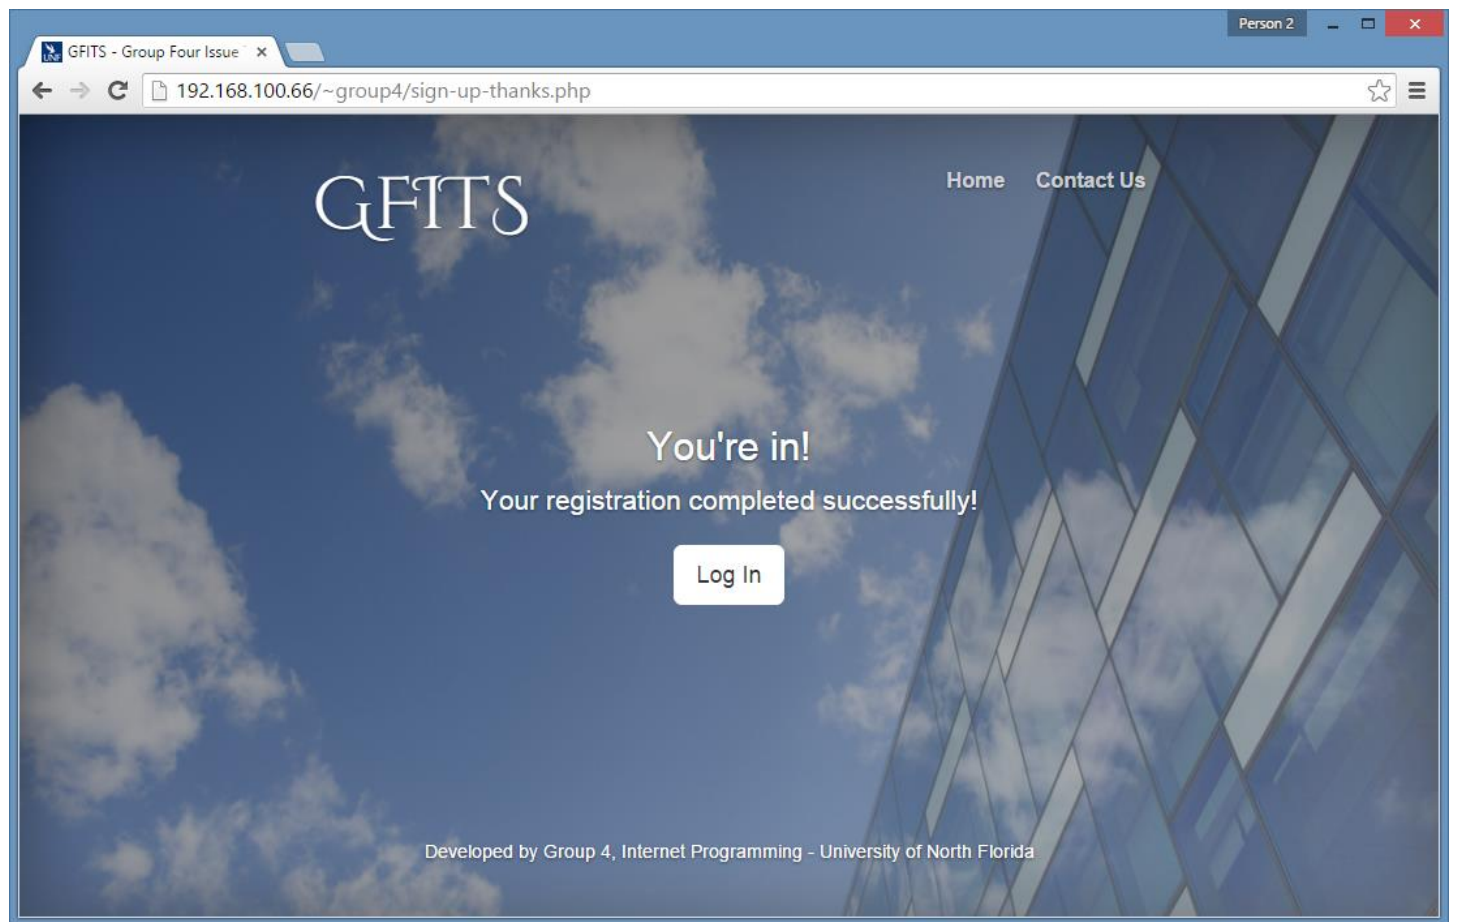 Person 2
GFITS - Group Four Issue
192.168.100.66/~group4/sign-up-thanks.php
GFITS
Home Contact Us
You're in!
Your registration completed successfully!
Log In
Developed by Group 4, Internet Programming - University of North Florida